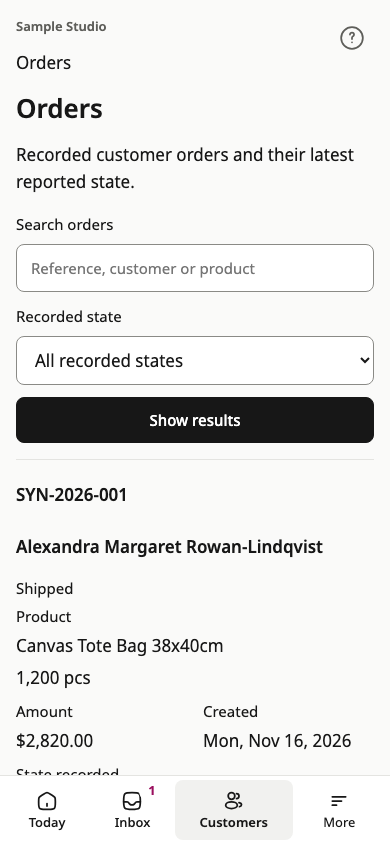 Sample Studio
Orders
Orders
Recorded customer orders and their latest
reported state.
Search orders
Reference, customer or product
Recorded state
All recorded states
Show results
SYN-2026-001
Alexandra Margaret Rowan-Lindqvist
Shipped
Product
Canvas Tote Bag 38x40cm
1,200 pcs
Amount Created
$2,820.00 Mon, Nov 16, 2026
State recorded
1
Today Inbox Customers More